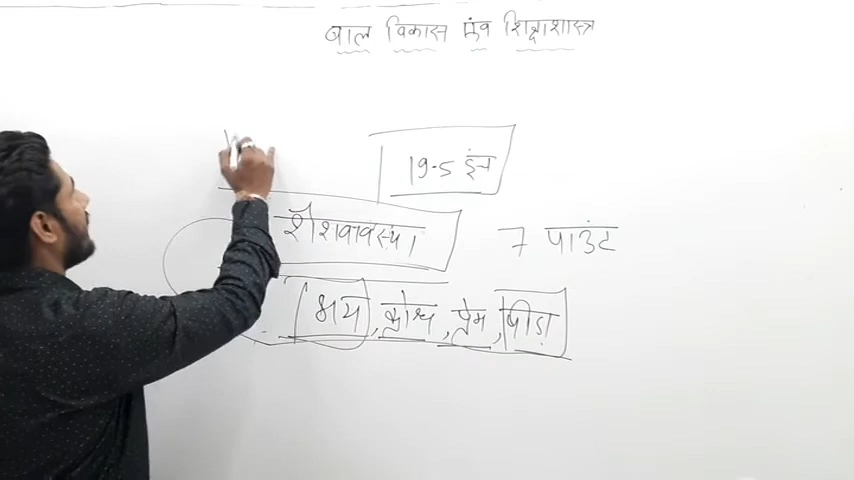 बाल विकास एंव शिक्षाशास्त्र
19.5 इंच
शैशवावस्था 7 पाउंट
भय, क्रोध, प्रेम, पीड़ा